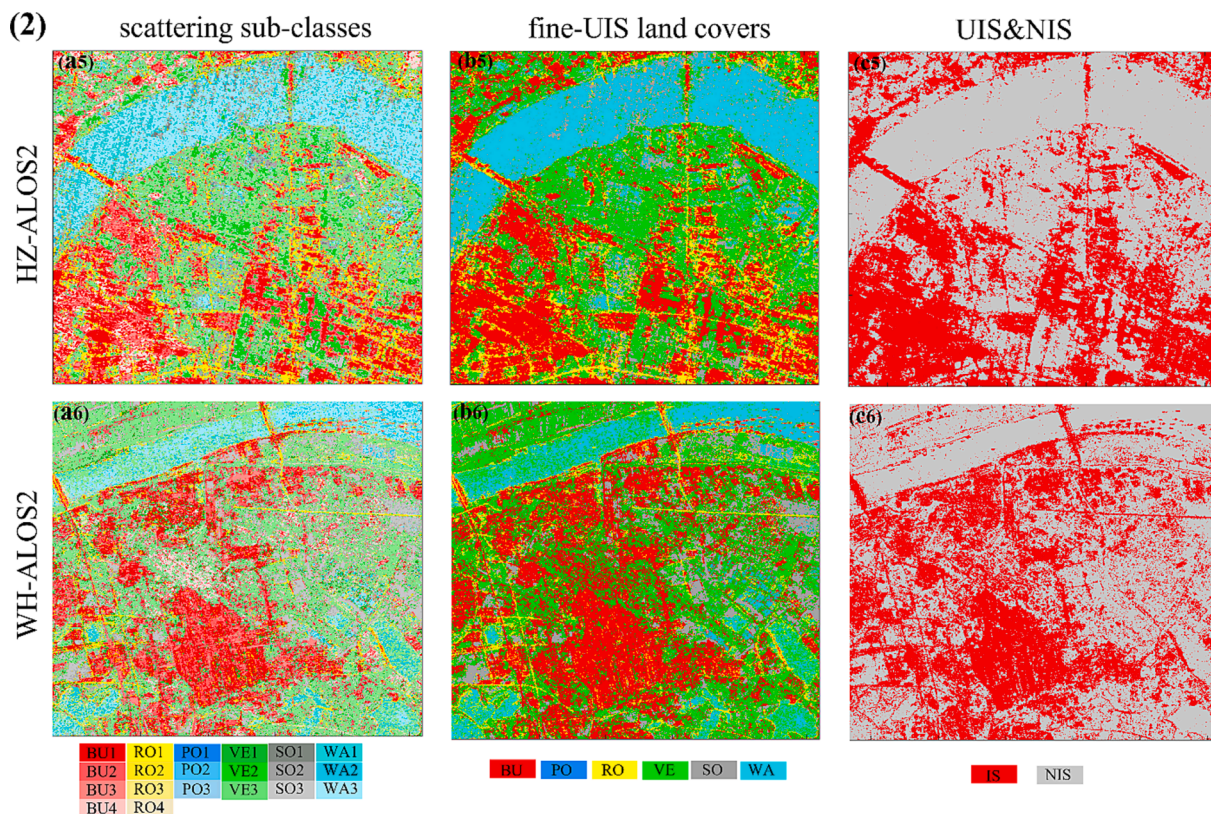 (2) scattering sub-classes fine-UIS land covers UIS&NIS
(a5) (b5) (c5)
HZ-ALOS2
(a6) (b6) (c6)
WH-ALOS2
BU1 RO1 PO1 VE1 SO1 WA1
BU2 RO2 PO2 VE2 SO2 WA2
BU3 RO3 PO3 VE3 SO3 WA3
BU4 RO4
BU PO RO VE SO WA
IS NIS